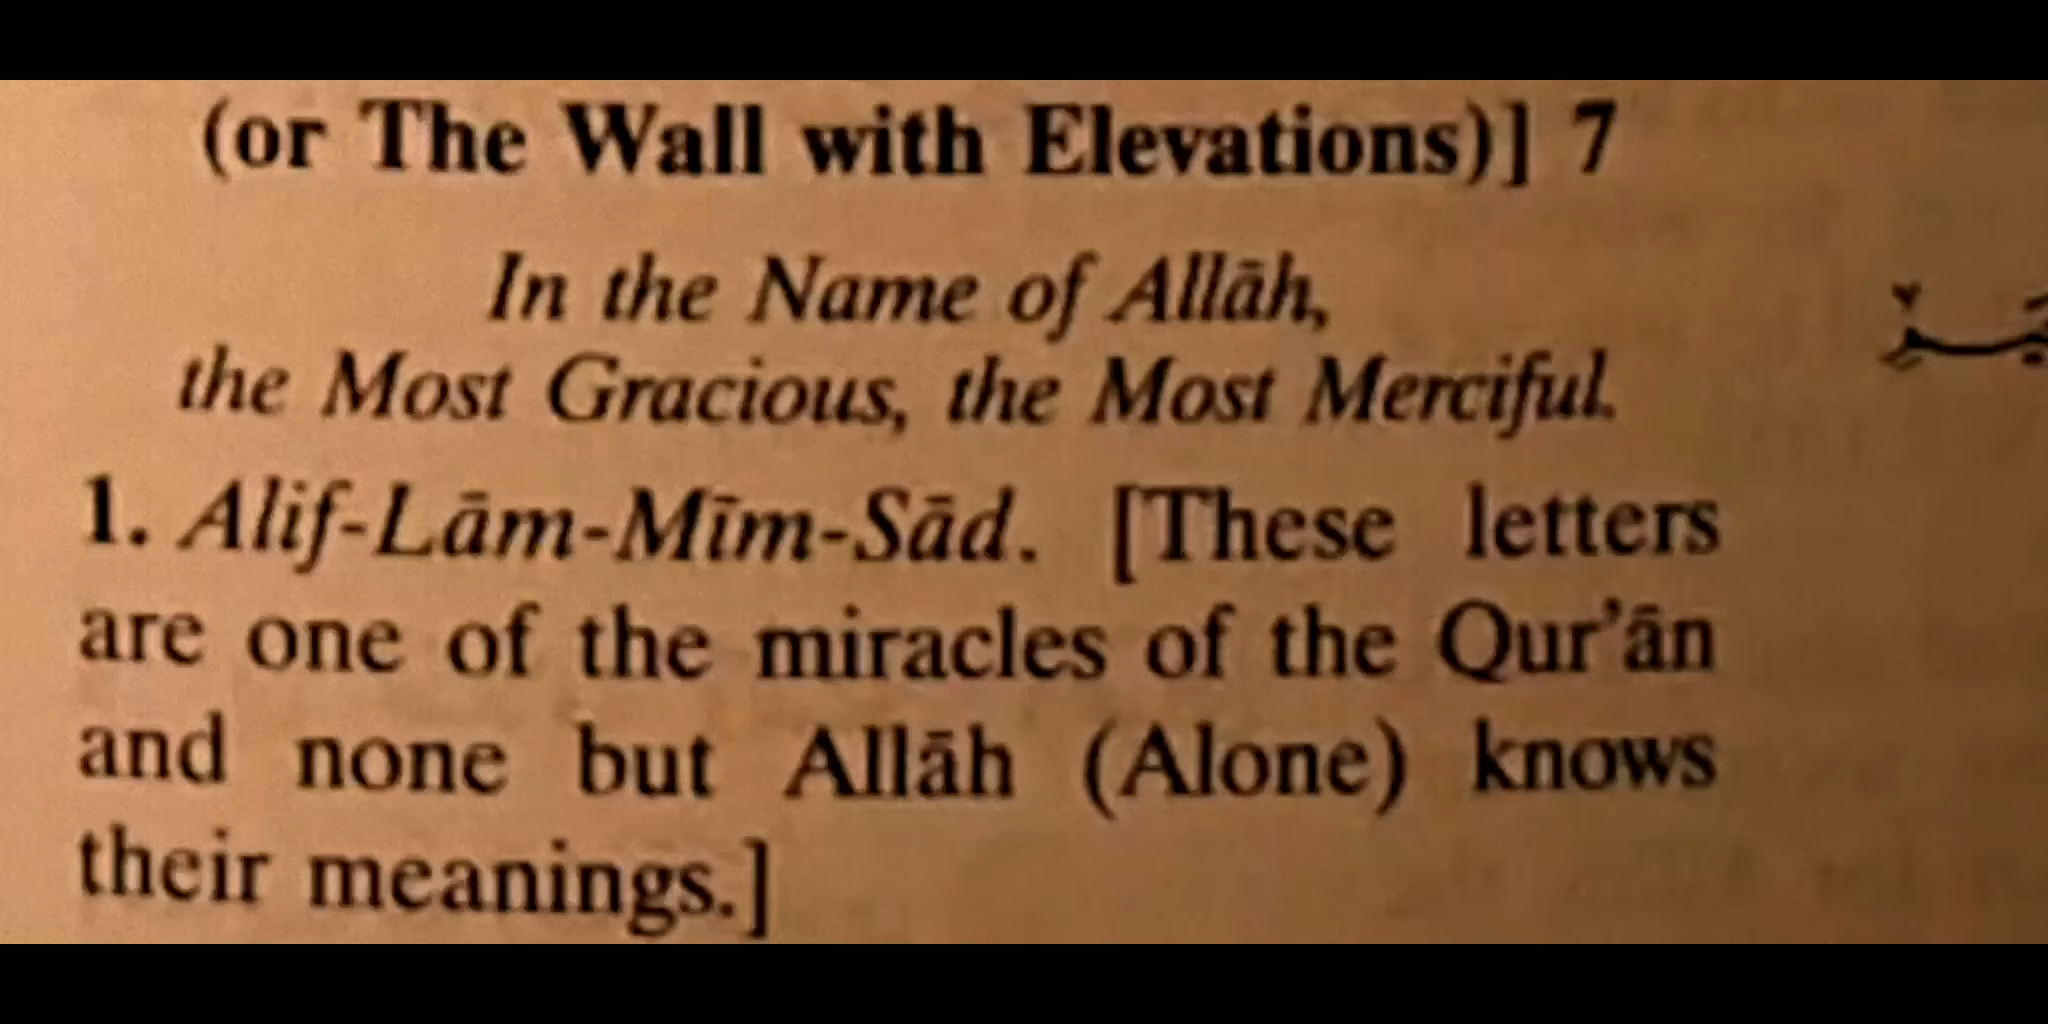 (or The Wall with Elevations)] 7
In the Name of Allāh,
the Most Gracious, the Most Merciful.
1. Alif-Lām-Mīm-Sād. [These letters
are one of the miracles of the Qur’ān
and none but Allāh (Alone) knows
their meanings.]